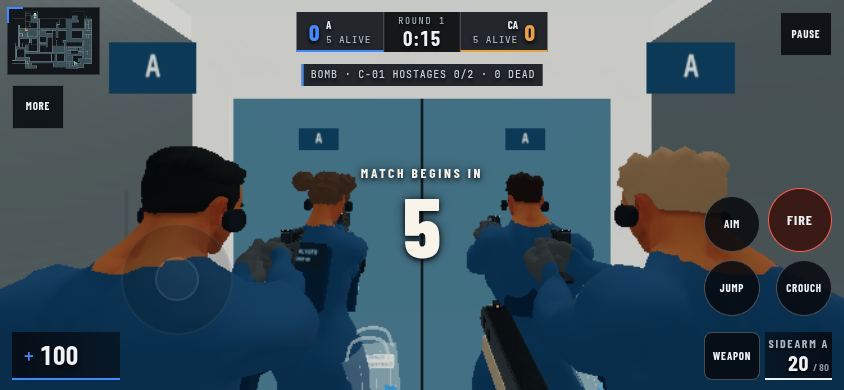 0 A 5 ALIVE
ROUND 1
0:15
CA 0 5 ALIVE
PAUSE
BOMB · C-01 HOSTAGES 0/2 · 0 DEAD
A
A
MORE
A
A
MATCH BEGINS IN
5
AIM
FIRE
JUMP
CROUCH
+ 100
WEAPON
SIDEARM A
20 / 80